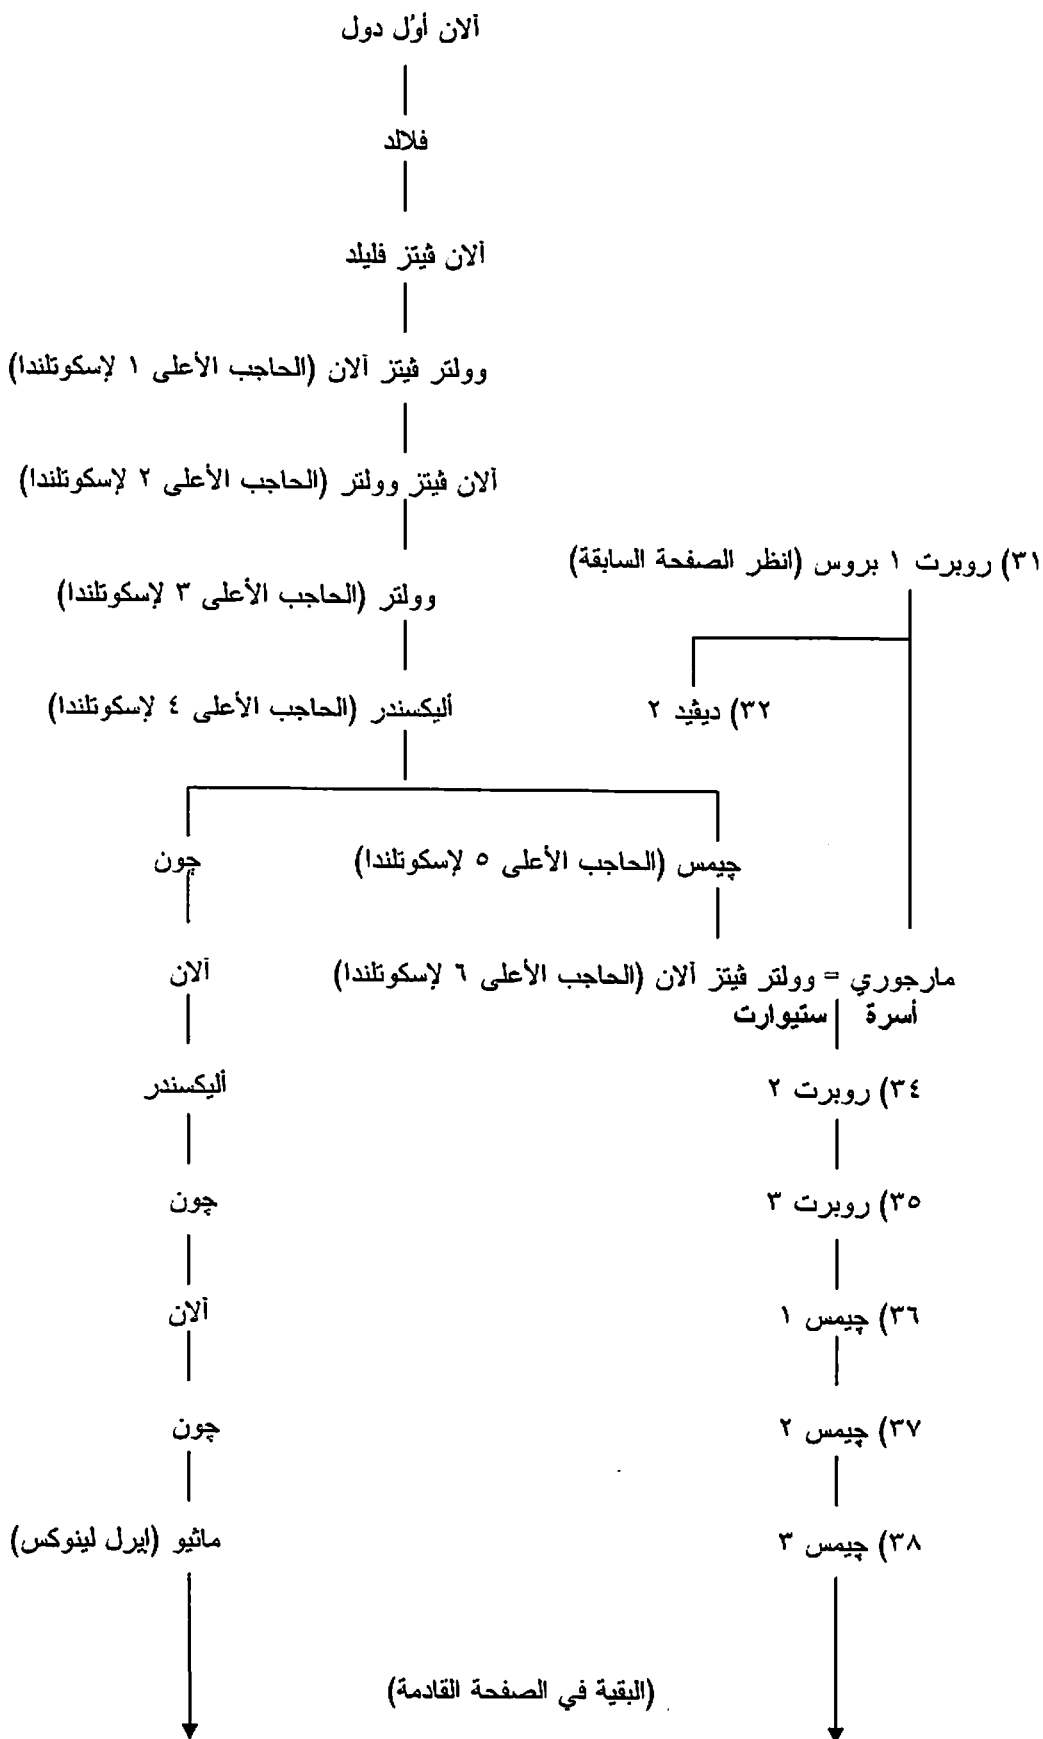 آلان أوٴل دول
فلالد
آلان ڤيتز فليلد
وولتر ڤيتز آلان (الحاجب الأعلى ١ لإسكوتلندا)
آلان ڤيتز وولتر (الحاجب الأعلى ٢ لإسكوتلندا)
٣١) روبرت ١ بروس (انظر الصفحة السابقة)
وولتر (الحاجب الأعلى ٣ لإسكوتلندا)
٣٢) ديڤيد ٢
أليكسندر (الحاجب الأعلى ٤ لإسكوتلندا)
چيمس (الحاجب الأعلى ٥ لإسكوتلندا)
چون
مارجوري = وولتر ڤيتز آلان (الحاجب الأعلى ٦ لإسكوتلندا)
آلان
أسرة ستيوارت
٣٤) روبرت ٢
أليكسندر
٣٥) روبرت ٣
چون
٣٦) چيمس ١
آلان
٣٧) چيمس ٢
چون
٣٨) چيمس ٣
ماثيو (إيرل لينوكس)
(البقية في الصفحة القادمة)